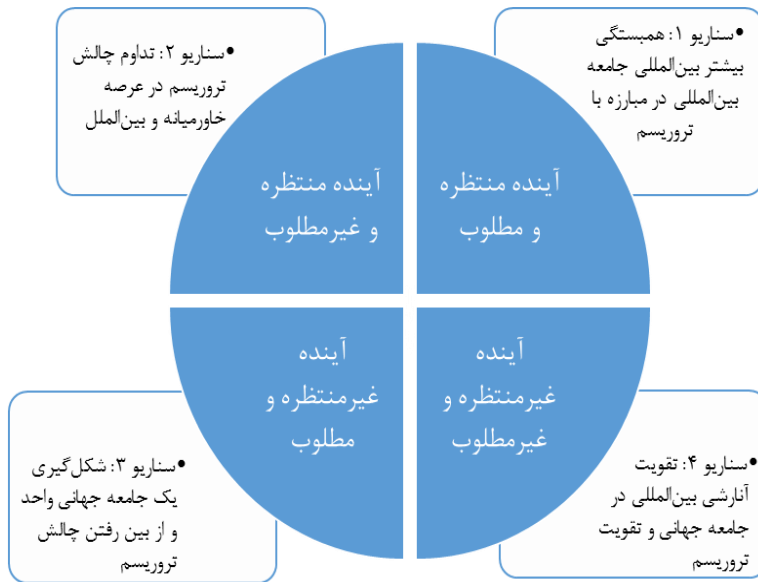 •سناریو ۱: همبستگی
بیشتر بین‌المللی جامعه
بین‌المللی در مبارزه با
تروریسم
•سناریو ۲: تداوم چالش
تروریسم در عرصه
خاورمیانه و بین‌الملل
آینده منتظره
و مطلوب
آینده منتظره
و غیرمطلوب
آینده
غیرمنتظره و
مطلوب
آینده
غیرمنتظره و
غیرمطلوب
•سناریو ۳: شکل‌گیری
یک جامعه جهانی واحد
و از بین رفتن چالش
تروریسم
•سناریو ۴: تقویت
آنارشی بین‌المللی در
جامعه جهانی و تقویت
تروریسم